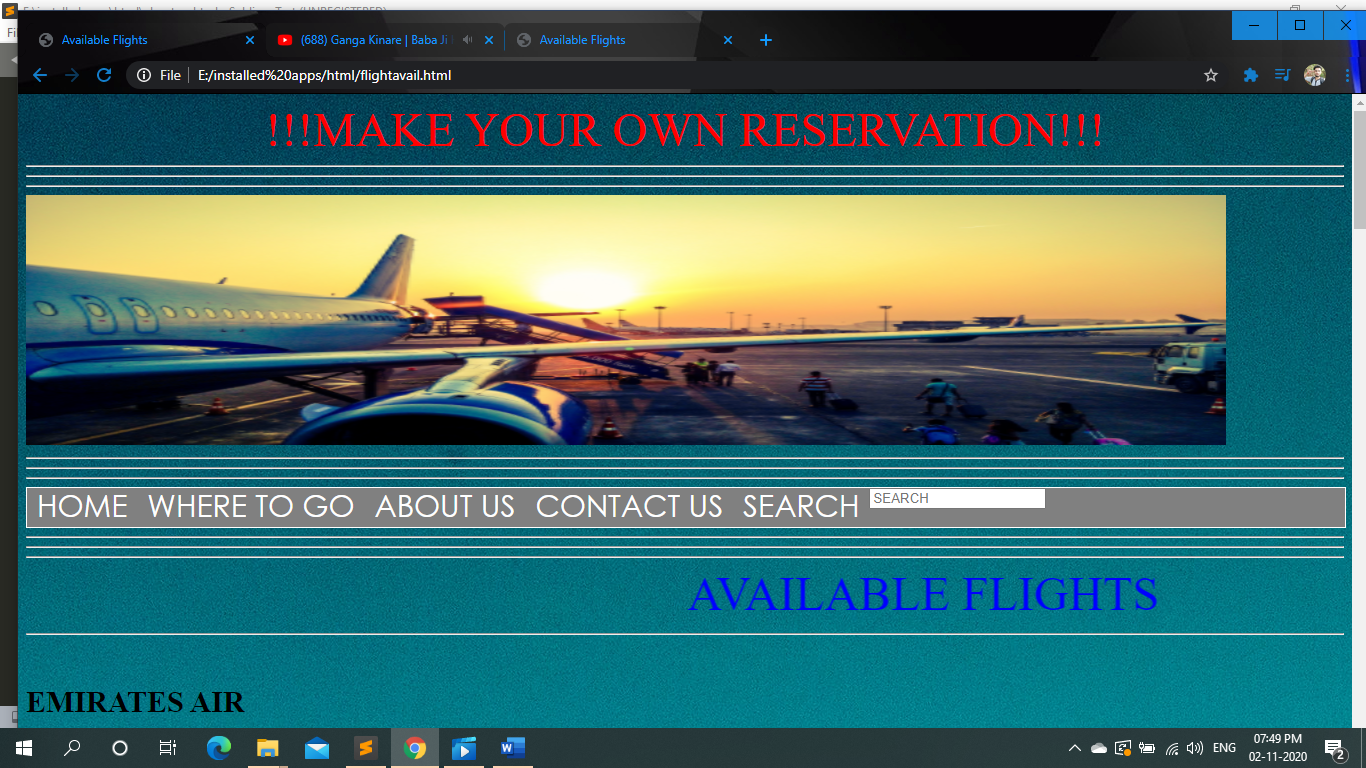 Available Flights
(688) Ganga Kinare | Baba Ji
Available Flights
File
E:/installed%20apps/html/flightavail.html
!!!MAKE YOUR OWN RESERVATION!!!
HOME WHERE TO GO ABOUT US CONTACT US SEARCH SEARCH
AVAILABLE FLIGHTS
EMIRATES AIR
ENG
07:49 PM
02-11-2020
2